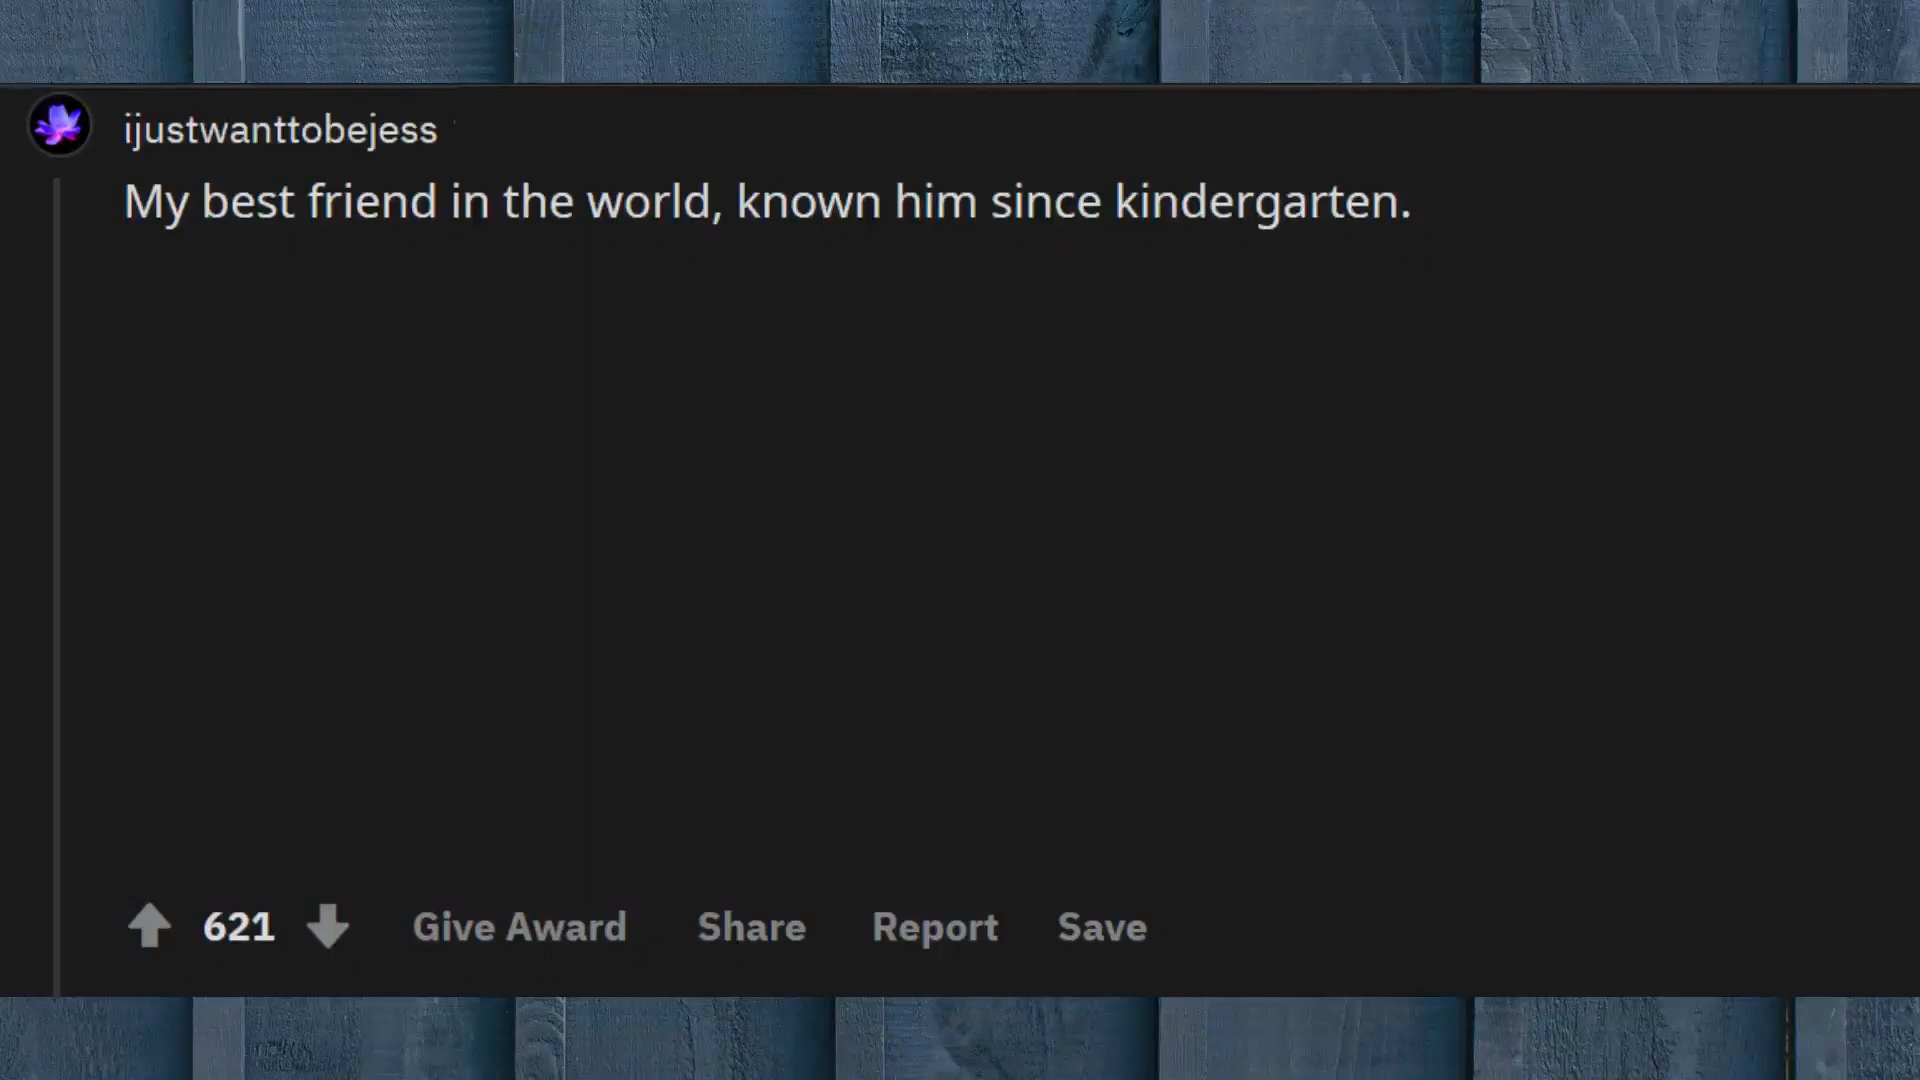 ijustwanttobejess
My best friend in the world, known him since kindergarten.
621 Give Award Share Report Save